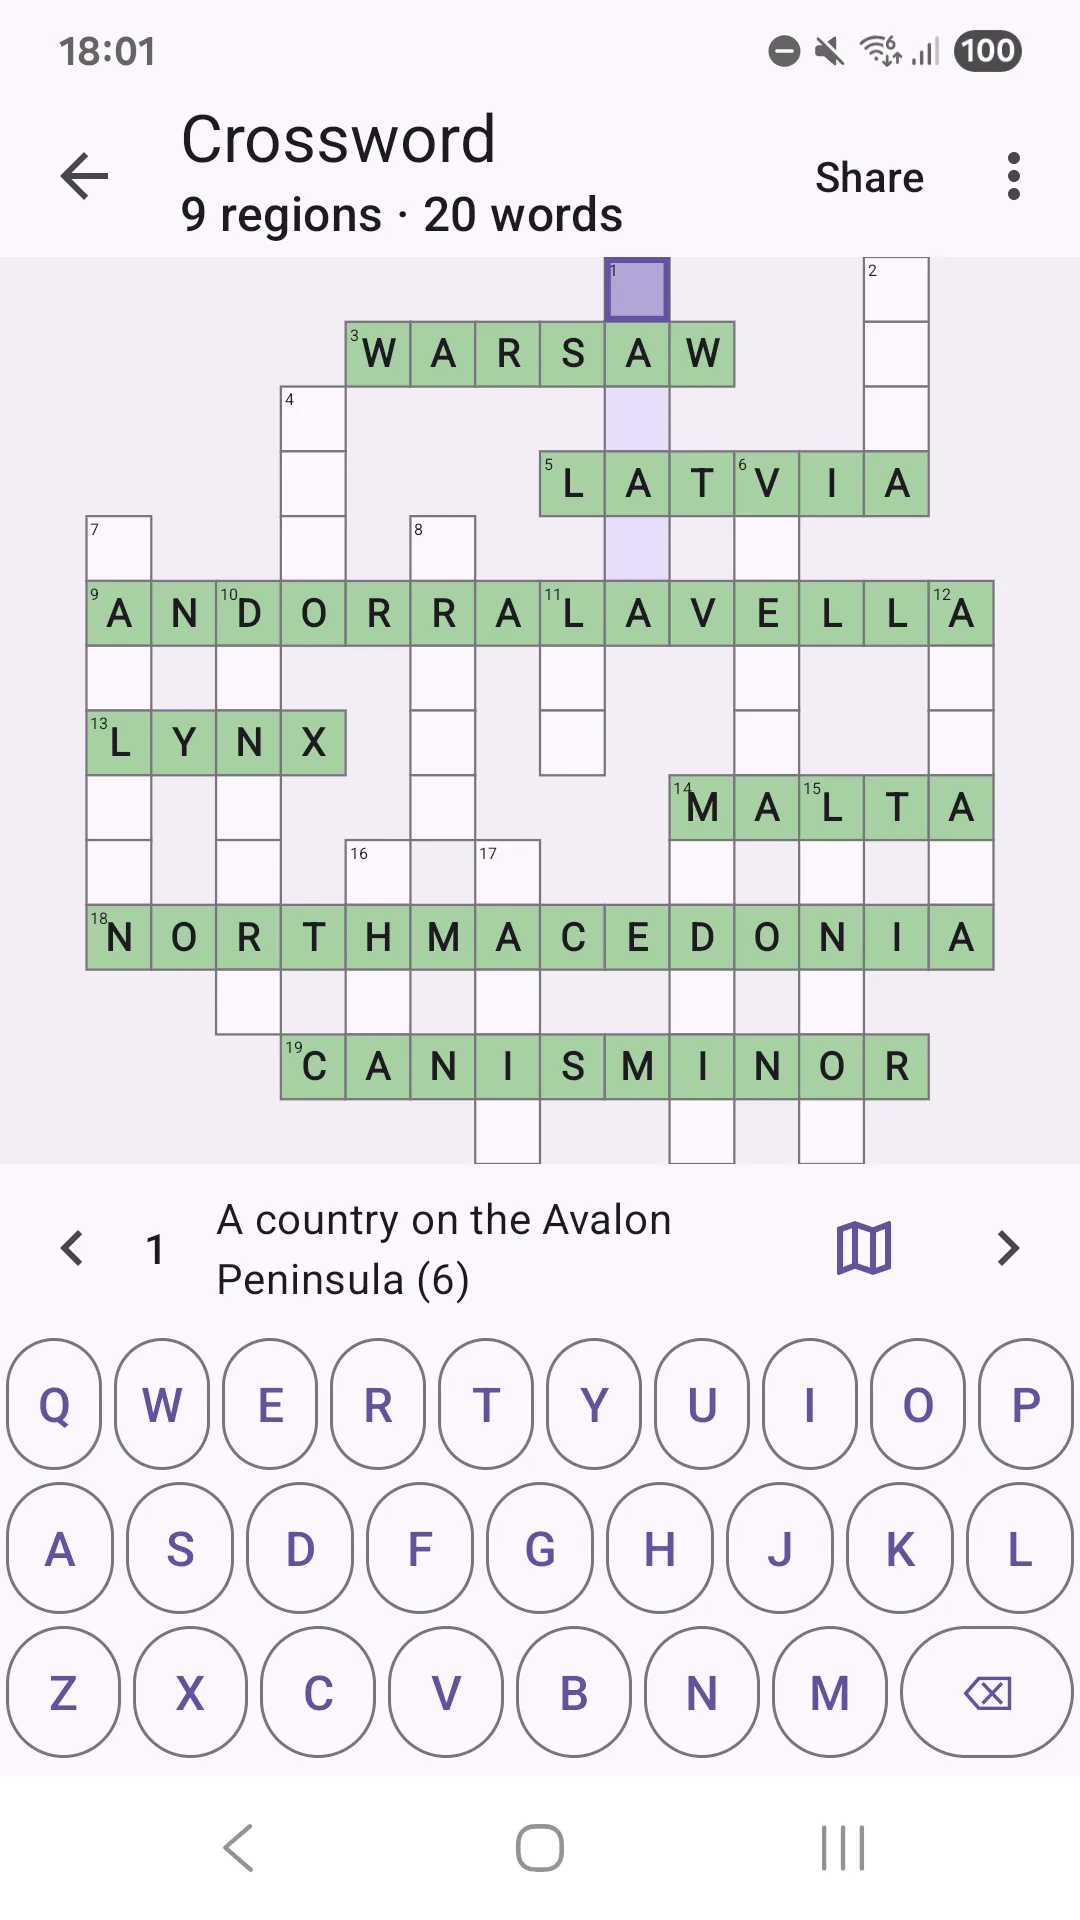 18:01
6
100
Crossword
9 regions · 20 words
Share
1
2
3 W A R S A W
4
5 L A T 6 V I A
7
8
9 A N 10 D O R R A 11 L A V E L L 12 A
13 L Y N X
14 M A 15 L T A
16
17
18 N O R T H M A C E D O N I A
19 C A N I S M I N O R
1
A country on the Avalon
Peninsula (6)
Q W E R T Y U I O P
A S D F G H J K L
Z X C V B N M